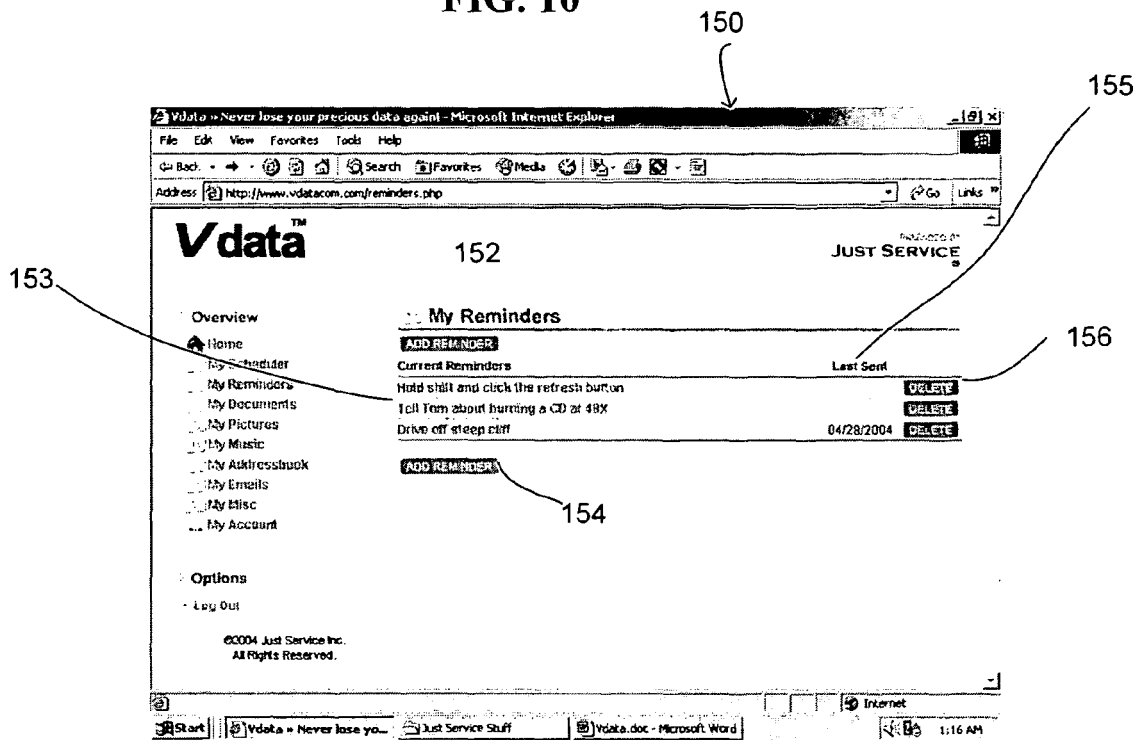 FIG. 10
150
155
Vdata » Never lose your precious data again! - Microsoft Internet Explorer
File Edit View Favorites Tools Help
Back Search Favorites Media
Address http://www.vdatacom.com/reminders.php Go Links »
Vdata™
152
POWERED BY
JUST SERVICE
153
Overview
My Reminders
Home
ADD REMINDER
156
My Scheduler
Current Reminders Last Sent
My Reminders
Hold shift and click the refresh button DELETE
My Documents
Tell Tom about burning a CD at 48X DELETE
My Pictures
Drive off steep cliff 04/28/2004 DELETE
My Music
My Addressbook
ADD REMINDER
My Emails
My Misc
154
My Account
Options
Log Out
©2004 Just Service Inc.
All Rights Reserved.
Internet
Start Vdata » Never lose yo... Just Service Stuff Vdata.doc - Microsoft Word 1:16 AM